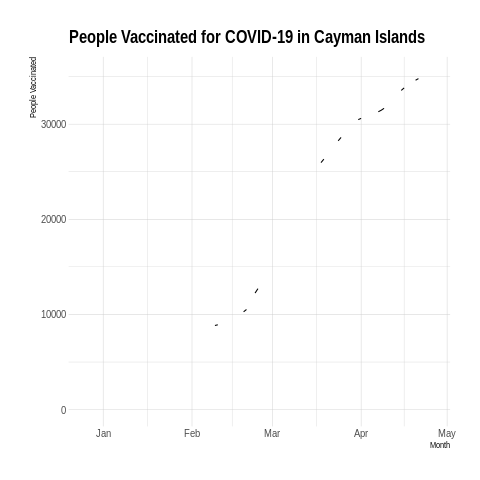 People Vaccinated for COVID-19 in Cayman Islands
People Vaccinated
30000
20000
10000
0
Jan Feb Mar Apr May
Month